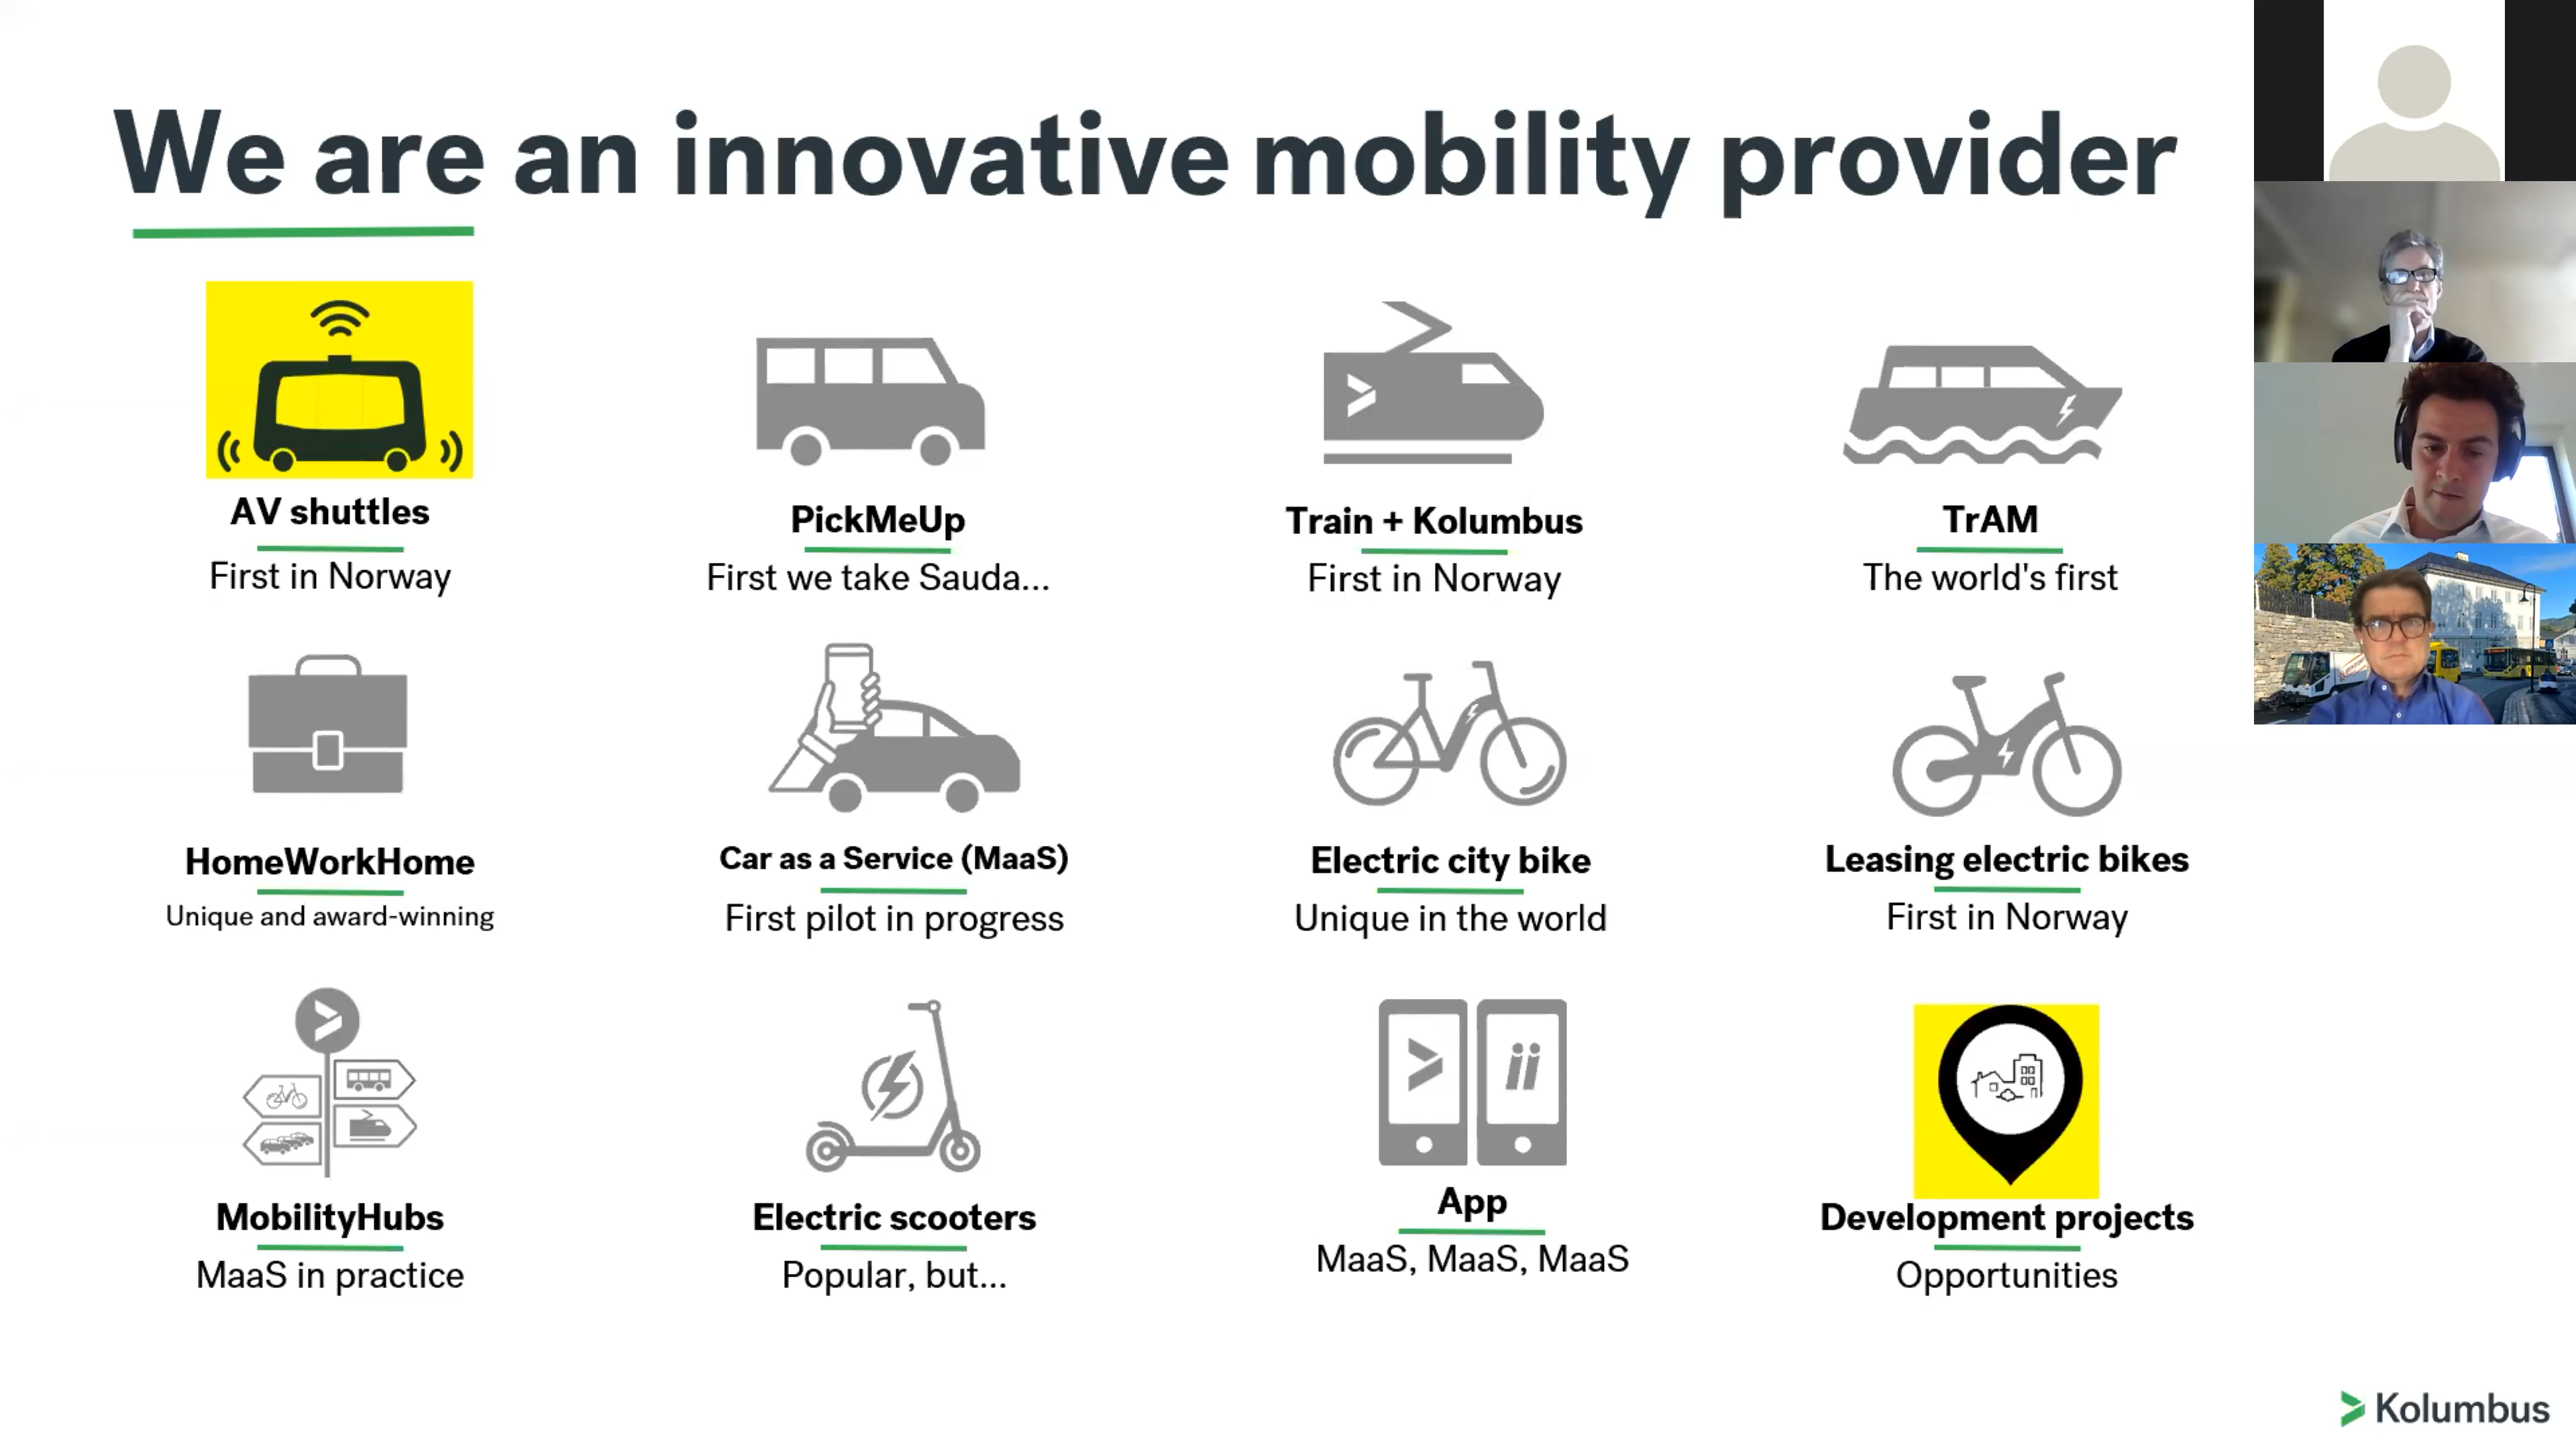 We are an innovative mobility provider
AV shuttles
First in Norway
PickMeUp
First we take Sauda...
Train + Kolumbus
First in Norway
TrAM
The world's first
HomeWorkHome
Unique and award-winning
Car as a Service (MaaS)
First pilot in progress
Electric city bike
Unique in the world
Leasing electric bikes
First in Norway
MobilityHubs
MaaS in practice
Electric scooters
Popular, but...
App
MaaS, MaaS, MaaS
Development projects
Opportunities
Kolumbus